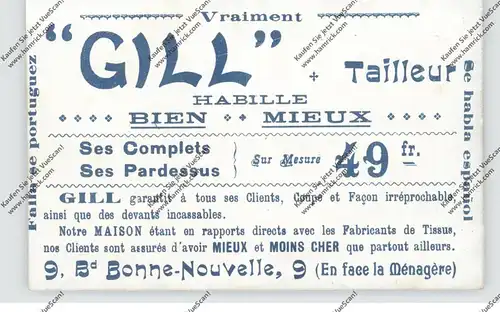 Vraiment
"GILL" + Tailleur
HABILLE
BIEN MIEUX
Ses Complets
Ses Pardessus
Sur Mesure 49 fr.
GILL garantit à tous ses Clients, Coupe et Façon irréprochable,
ainsi que des devants incassables.
Notre MAISON étant en rapports directs avec les Fabricants de Tissus,
nos Clients sont assurés d'avoir MIEUX et MOINS CHER que partout ailleurs.
9, Bd Bonne-Nouvelle, 9 (En face la Ménagère)
Falla se portuguez
Se habla español
Kaufen Sie jetzt VueScan!
www.hamrick.com